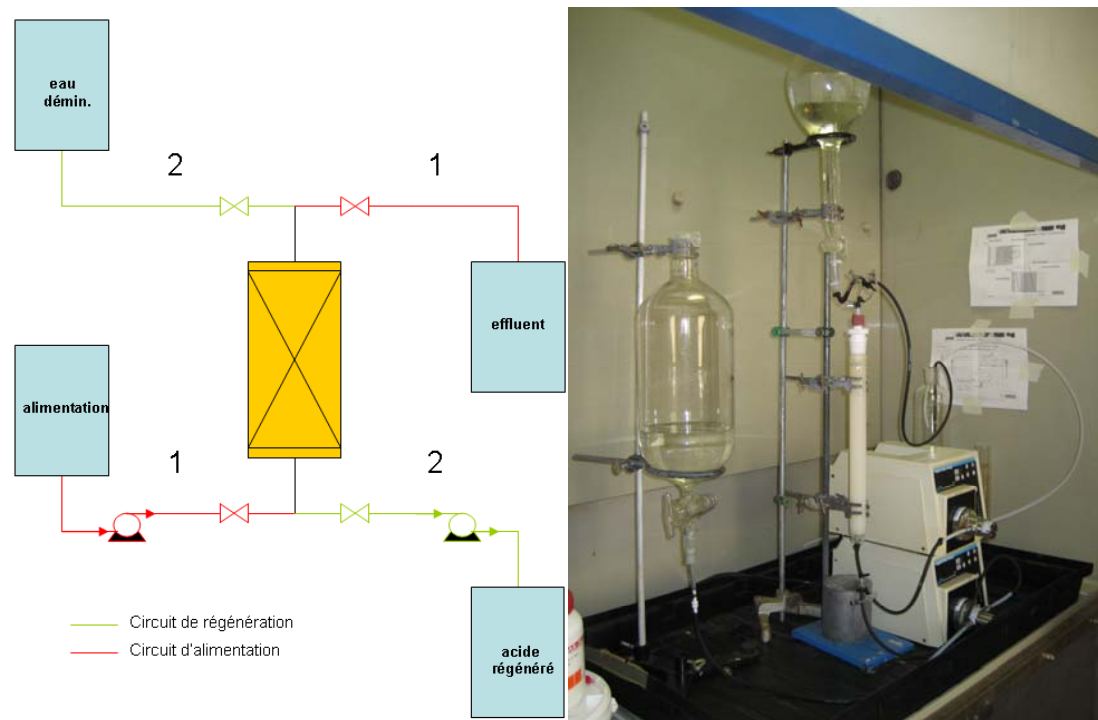 eau
démin.
2
1
effluent
alimentation
1
2
Circuit de régénération
Circuit d'alimentation
acide
régénéré